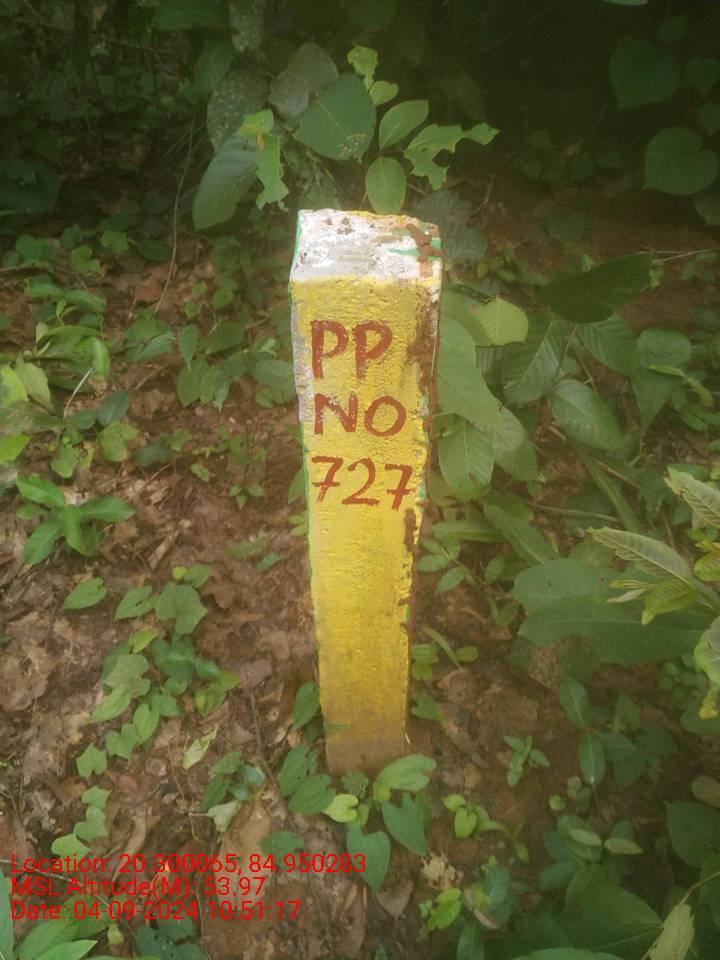 PP
NO
727
Location: 20.300065, 84.950283
MSL Altitude(M): 53.97
Date: 04-09-2024 10:51:17